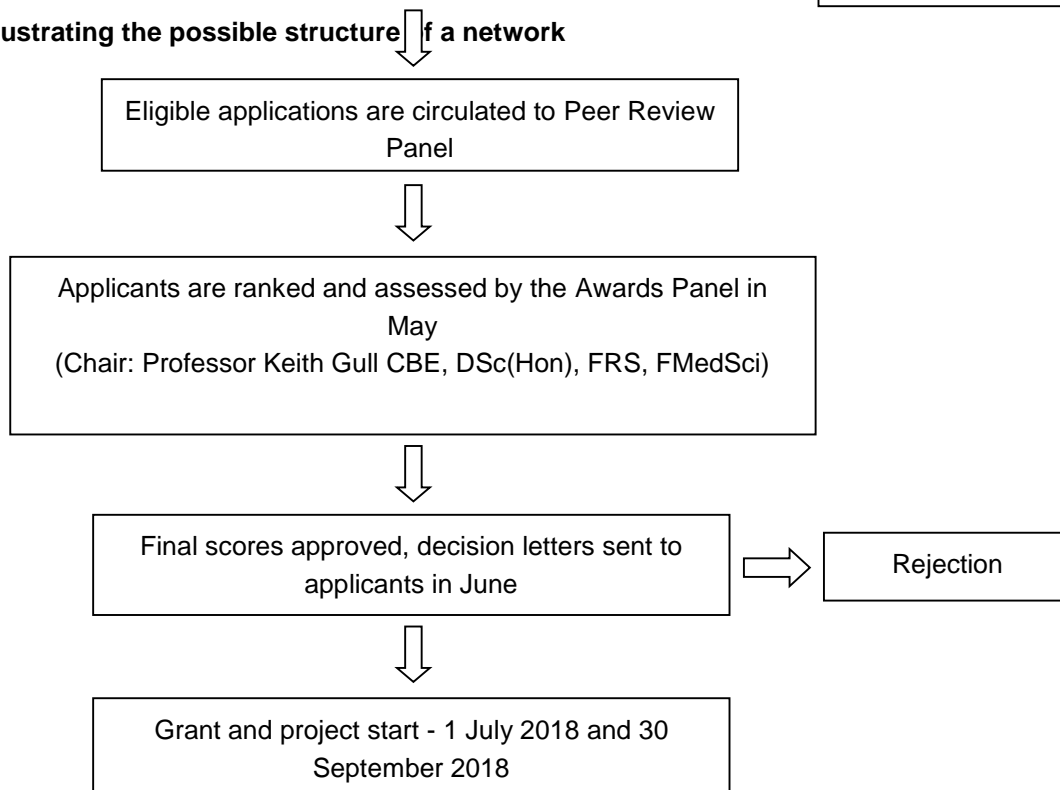 ustrating the possible structure of a network
Eligible applications are circulated to Peer Review
Panel
Applicants are ranked and assessed by the Awards Panel in
May
(Chair: Professor Keith Gull CBE, DSc(Hon), FRS, FMedSci)
Final scores approved, decision letters sent to
applicants in June
Rejection
Grant and project start - 1 July 2018 and 30
September 2018